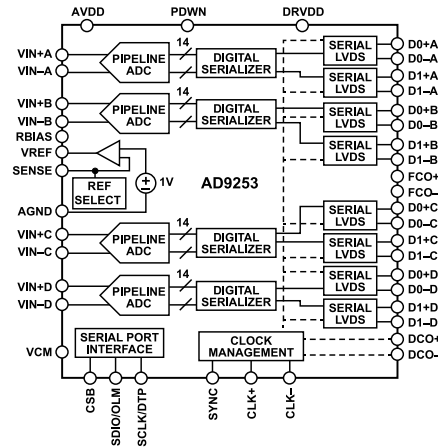 AVDD PDWN DRVDD
VIN+A PIPELINE ADC 14 DIGITAL SERIALIZER SERIAL LVDS D0+A
VIN–A D0–A
SERIAL LVDS D1+A
D1–A
VIN+B PIPELINE ADC 14 DIGITAL SERIALIZER SERIAL LVDS D0+B
VIN–B D0–B
RBIAS SERIAL LVDS D1+B
VREF D1–B
SENSE FCO+
REF SELECT 1V AD9253 FCO–
AGND
VIN+C PIPELINE ADC 14 DIGITAL SERIALIZER SERIAL LVDS D0+C
VIN–C D0–C
SERIAL LVDS D1+C
D1–C
VIN+D PIPELINE ADC 14 DIGITAL SERIALIZER SERIAL LVDS D0+D
VIN–D D0–D
SERIAL LVDS D1+D
D1–D
VCM SERIAL PORT INTERFACE CLOCK MANAGEMENT DCO+
DCO–
CSB SDIO/OLM SCLK/DTP SYNC CLK+ CLK–